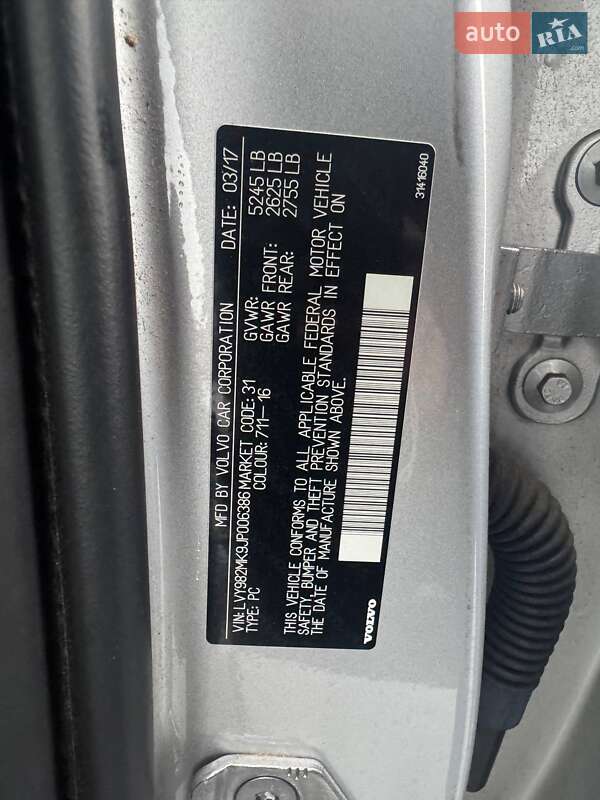 auto RIA .com
MFD BY VOLVO CAR CORPORATION DATE: 03/17
GVWR: 5245 LB
GAWR FRONT: 2625 LB
GAWR REAR: 2755 LB
VIN: LVY982MK9JP006386 MARKET CODE: 31
TYPE: PC COLOUR: 711-16
THIS VEHICLE CONFORMS TO ALL APPLICABLE FEDERAL MOTOR VEHICLE
SAFETY, BUMPER AND THEFT PREVENTION STANDARDS IN EFFECT ON
THE DATE OF MANUFACTURE SHOWN ABOVE.
VOLVO
31416040